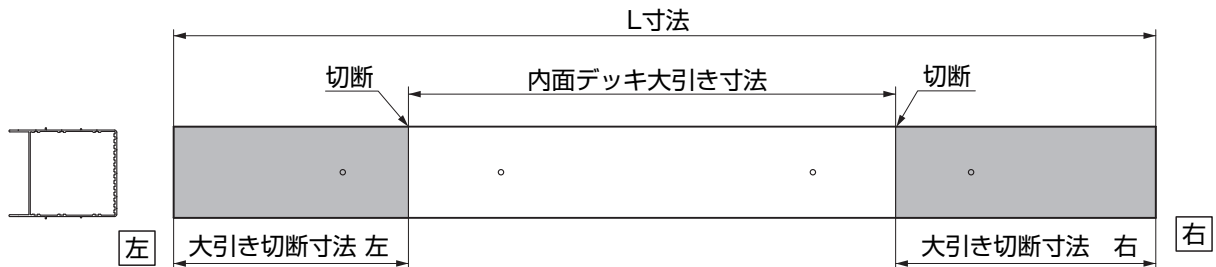 L寸法
切断
内面デッキ大引き寸法
切断
左
大引き切断寸法 左
大引き切断寸法 右
右